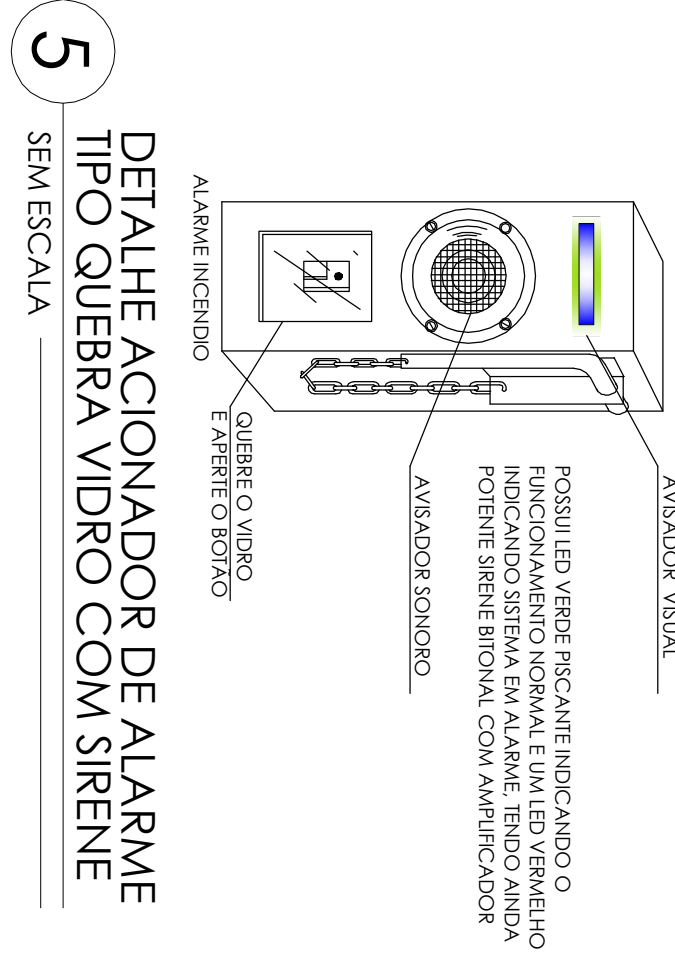 AVISADOR VISUAL
POSSUI LED VERDE PISCANTE INDICANDO O
FUNCIONAMENTO NORMAL E UM LED VERMELHO
INDICANDO SISTEMA EM ALARME, TENDO AINDA
POTENTE SIRENE BITONAL COM AMPLIFICADOR
AVISADOR SONORO
QUEBRE O VIDRO
E APERTE O BOTÃO
ALARME INCENDIO
5
DETALHE ACIONADOR DE ALARME
TIPO QUEBRA VIDRO COM SIRENE
SEM ESCALA